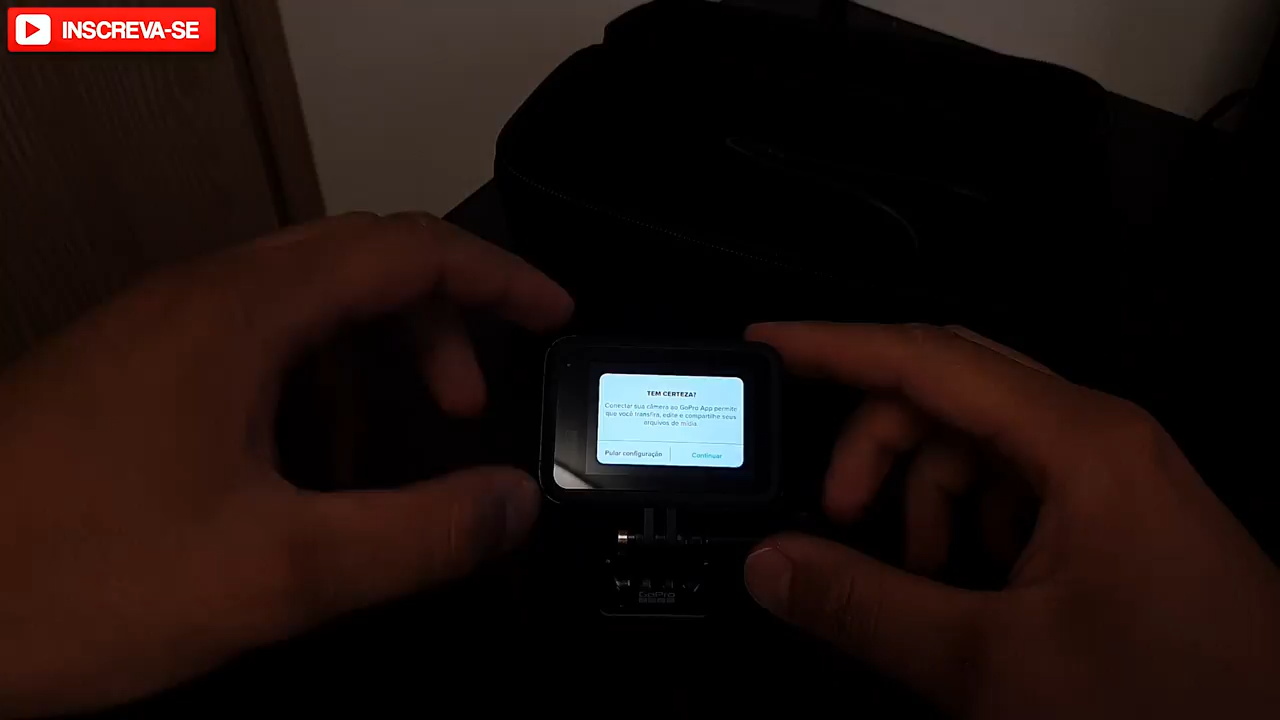 INSCREVA-SE
TEM CERTEZA?
Conectar sua câmera ao GoPro App permite
que você transfira, edite e compartilhe seus
arquivos de mídia.
Pular configuração
Continuar
GoPro